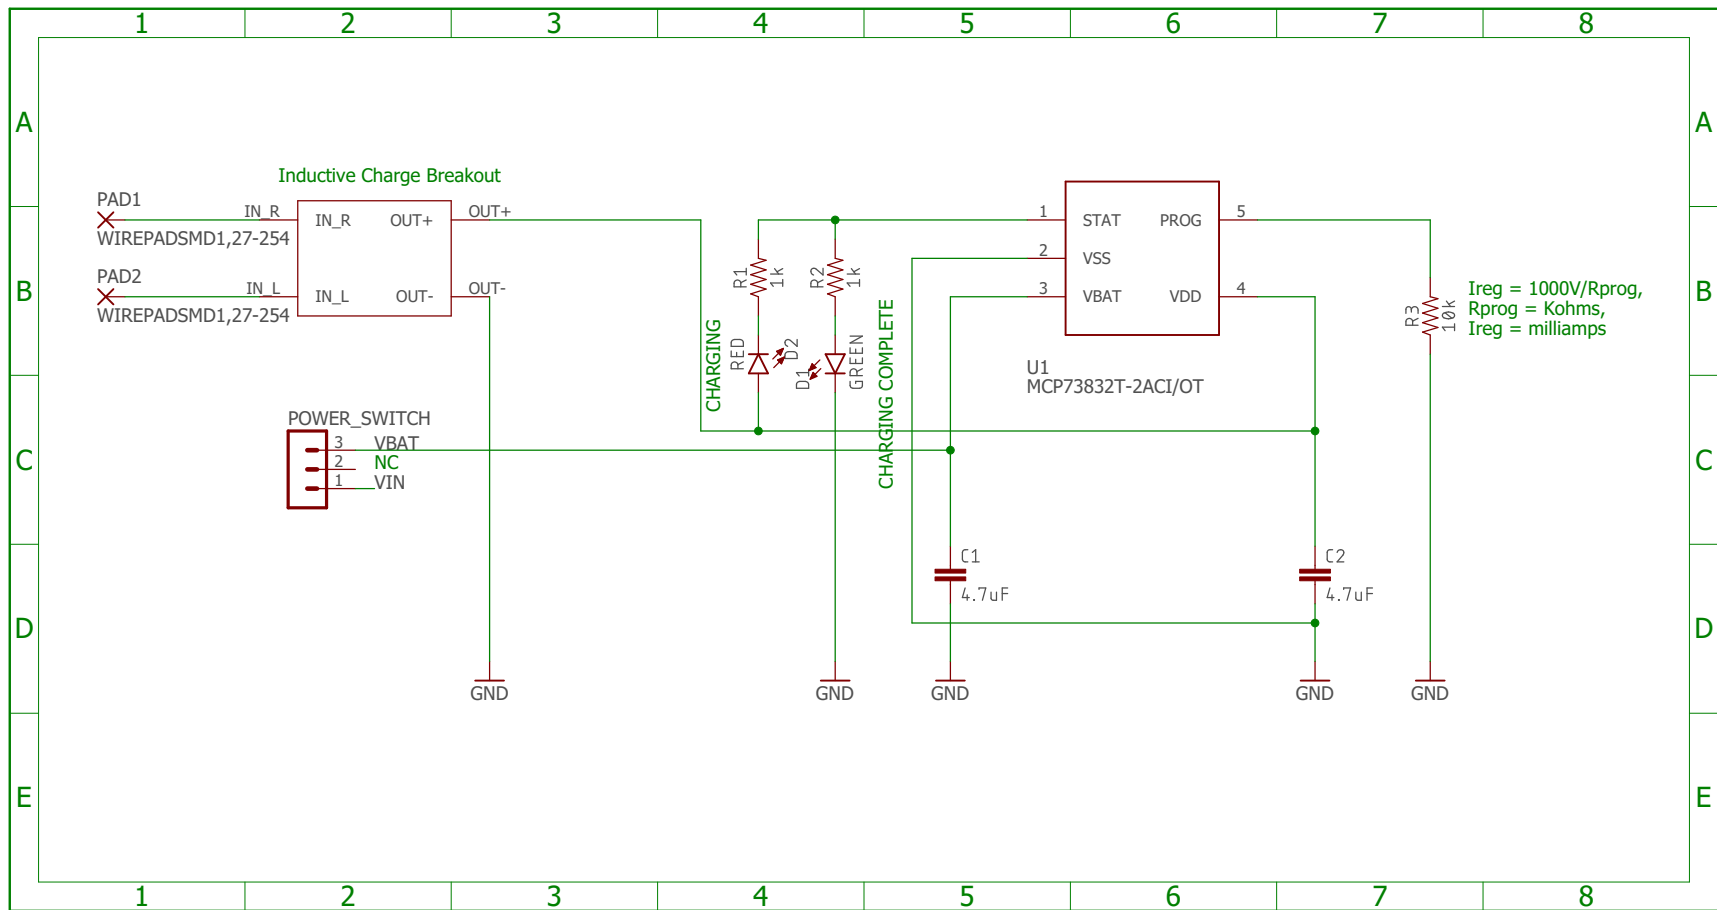 1 2 3 4 5 6 7 8
A A
Inductive Charge Breakout
PAD1
WIREPADSMD1,27-254
IN_R
IN_R OUT+
OUT+
PAD2
WIREPADSMD1,27-254
IN_L
IN_L OUT-
OUT-
B B
R1
1k
R2
1k
CHARGING
RED
D2
D1
GREEN
CHARGING COMPLETE
1 STAT PROG 5
2 VSS
3 VBAT VDD 4
U1
MCP73832T-2ACI/OT
R3
10k
Ireg = 1000V/Rprog,
Rprog = Kohms,
Ireg = milliamps
POWER_SWITCH
3 VBAT
2 NC
1 VIN
C C
C1
4.7uF
C2
4.7uF
D D
GND GND GND GND GND
E E
1 2 3 4 5 6 7 8